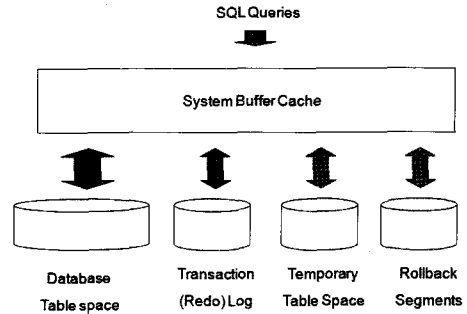 SQL Queries
System Buffer Cache
Database
Table space
Transaction
(Redo) Log
Temporary
Table Space
Rollback
Segments